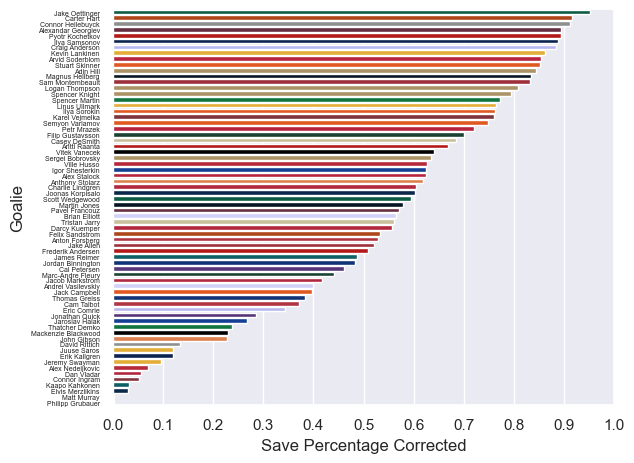 Jake Oettinger
Carter Hart
Connor Hellebuyck
Alexandar Georgiev
Pyotr Kochetkov
Ilya Samsonov
Craig Anderson
Kevin Lankinen
Arvid Soderblom
Stuart Skinner
Adin Hill
Magnus Hellberg
Sam Montembeault
Logan Thompson
Spencer Knight
Spencer Martin
Linus Ullmark
Ilya Sorokin
Karel Vejmelka
Semyon Varlamov
Petr Mrazek
Filip Gustavsson
Casey DeSmith
Antti Raanta
Vitek Vanecek
Sergei Bobrovsky
Ville Husso
Igor Shesterkin
Alex Stalock
Anthony Stolarz
Charlie Lindgren
Joonas Korpisalo
Scott Wedgewood
Martin Jones
Pavel Francouz
Brian Elliott
Tristan Jarry
Darcy Kuemper
Felix Sandstrom
Anton Forsberg
Jake Allen
Frederik Andersen
James Reimer
Jordan Binnington
Cal Petersen
Marc-Andre Fleury
Jacob Markstrom
Andrei Vasilevskiy
Jack Campbell
Thomas Greiss
Cam Talbot
Eric Comrie
Jonathan Quick
Jaroslav Halak
Thatcher Demko
Mackenzie Blackwood
John Gibson
David Rittich
Juuse Saros
Erik Kallgren
Jeremy Swayman
Alex Nedeljkovic
Dan Vladar
Connor Ingram
Kaapo Kahkonen
Elvis Merzlikins
Matt Murray
Philipp Grubauer
Goalie
0.0 0.1 0.2 0.3 0.4 0.5 0.6 0.7 0.8 0.9 1.0
Save Percentage Corrected